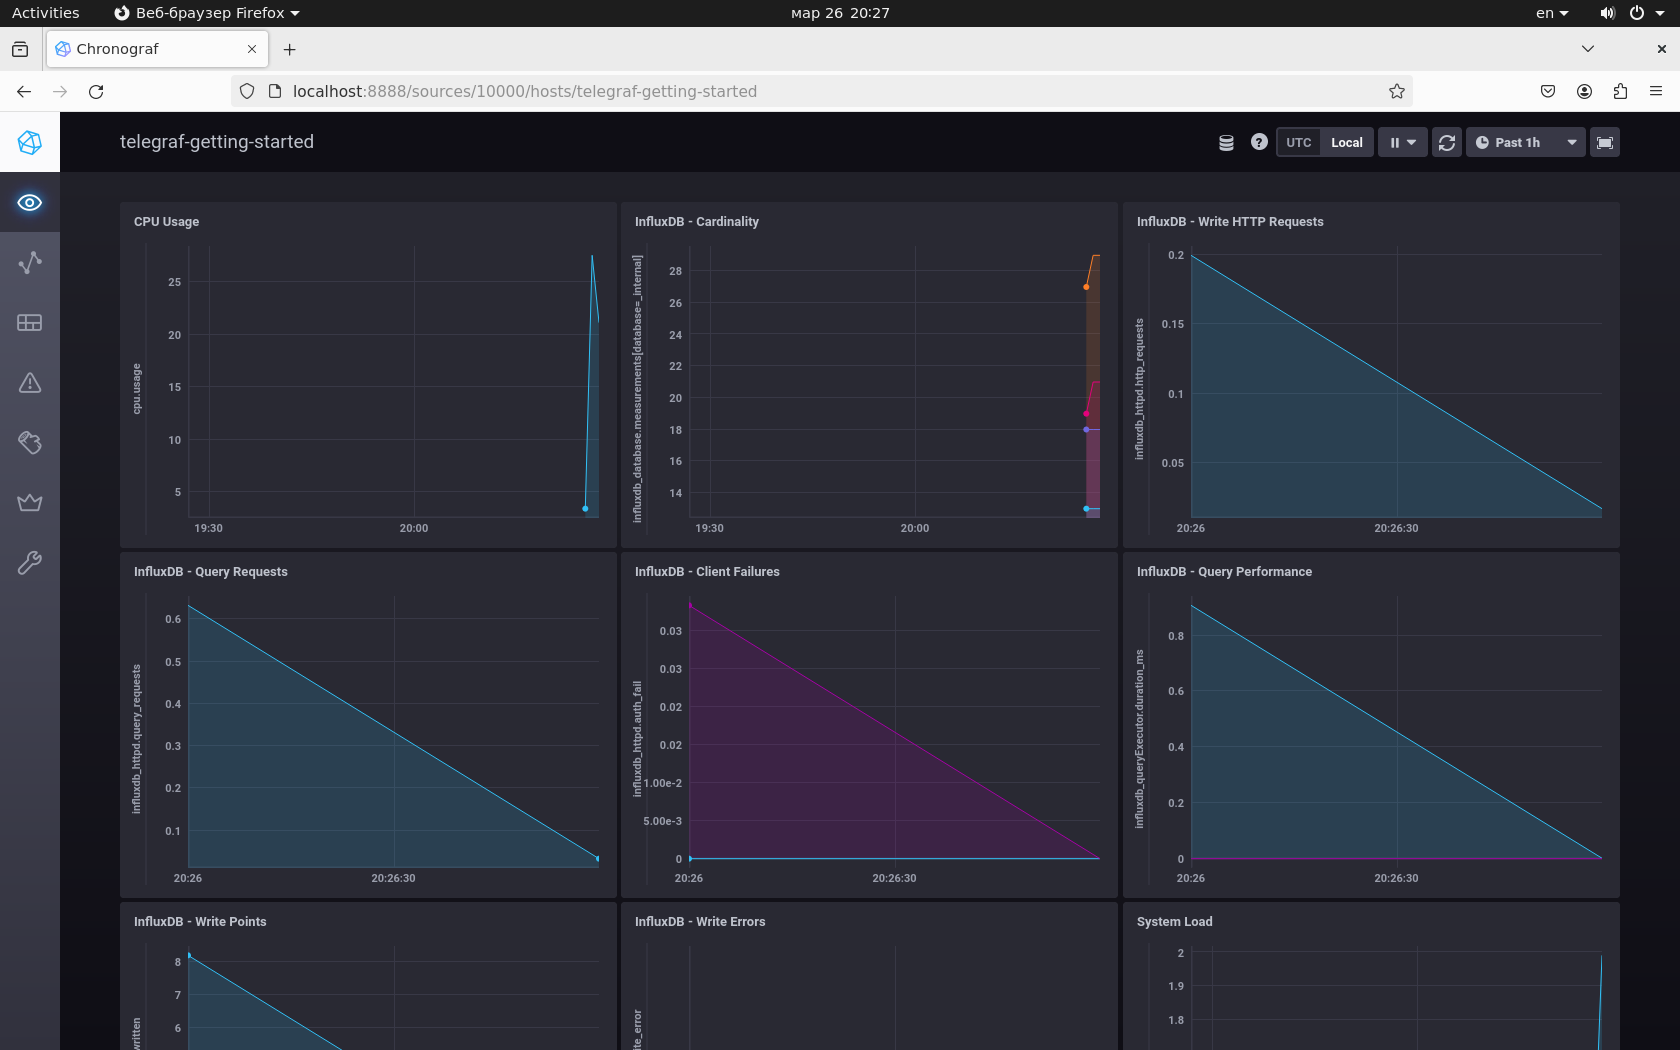 Activities Веб-браузер Firefox мар 26 20:27 en
Chronograf
localhost:8888/sources/10000/hosts/telegraf-getting-started
telegraf-getting-started UTC Local Past 1h
CPU Usage
cpu.usage
25
20
15
10
5
19:30 20:00
InfluxDB - Cardinality
influxdb_database.measurements[database=_internal]
28
26
24
22
20
18
16
14
19:30 20:00
InfluxDB - Write HTTP Requests
influxdb_httpd.http_requests
0.2
0.15
0.1
0.05
20:26 20:26:30
InfluxDB - Query Requests
influxdb_httpd.query_requests
0.6
0.5
0.4
0.3
0.2
0.1
20:26 20:26:30
InfluxDB - Client Failures
influxdb_httpd.auth_fail
0.03
0.03
0.02
0.02
1.00e-2
5.00e-3
0
20:26 20:26:30
InfluxDB - Query Performance
influxdb_queryExecutor.duration_ms
0.8
0.6
0.4
0.2
0
20:26 20:26:30
InfluxDB - Write Points
8
7
6
InfluxDB - Write Errors
System Load
2
1.9
1.8